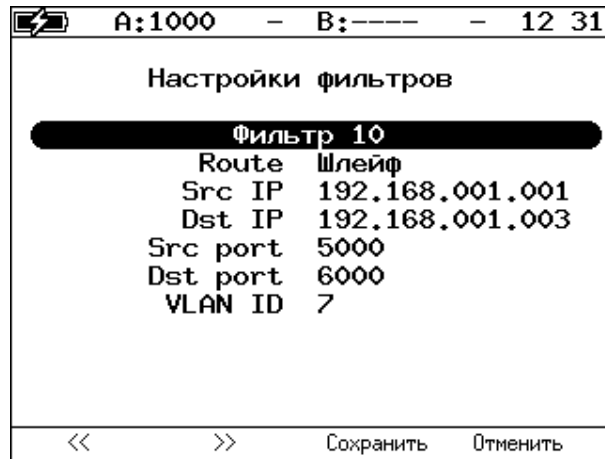 A:1000 – B:---- – 12 31
Настройки фильтров
Фильтр 10
Route Шлейф
Src IP 192.168.001.001
Dst IP 192.168.001.003
Src port 5000
Dst port 6000
VLAN ID 7
<< >> Сохранить Отменить